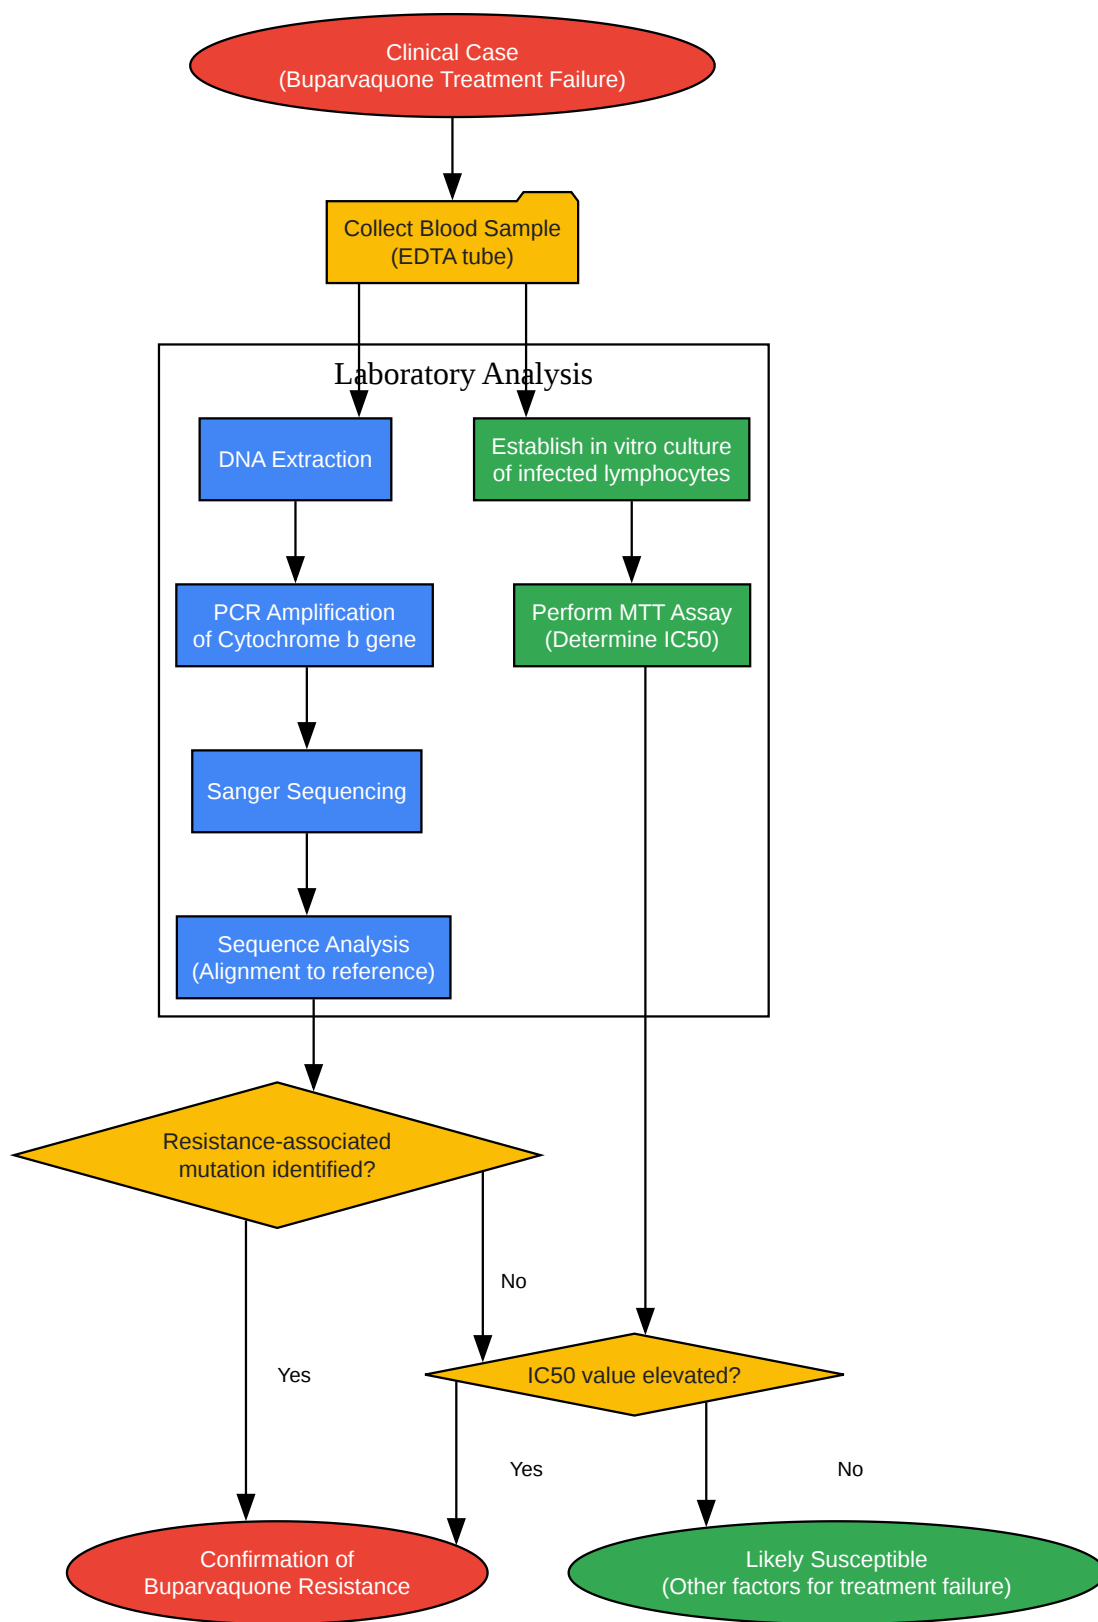 Clinical Case
(Buparvaquone Treatment Failure)
Collect Blood Sample
(EDTA tube)
Laboratory Analysis
DNA Extraction
Establish in vitro culture
of infected lymphocytes
PCR Amplification
of Cytochrome b gene
Perform MTT Assay
(Determine IC50)
Sanger Sequencing
Sequence Analysis
(Alignment to reference)
Resistance-associated
mutation identified?
No
Yes
IC50 value elevated?
Yes
No
Confirmation of
Buparvaquone Resistance
Likely Susceptible
(Other factors for treatment failure)